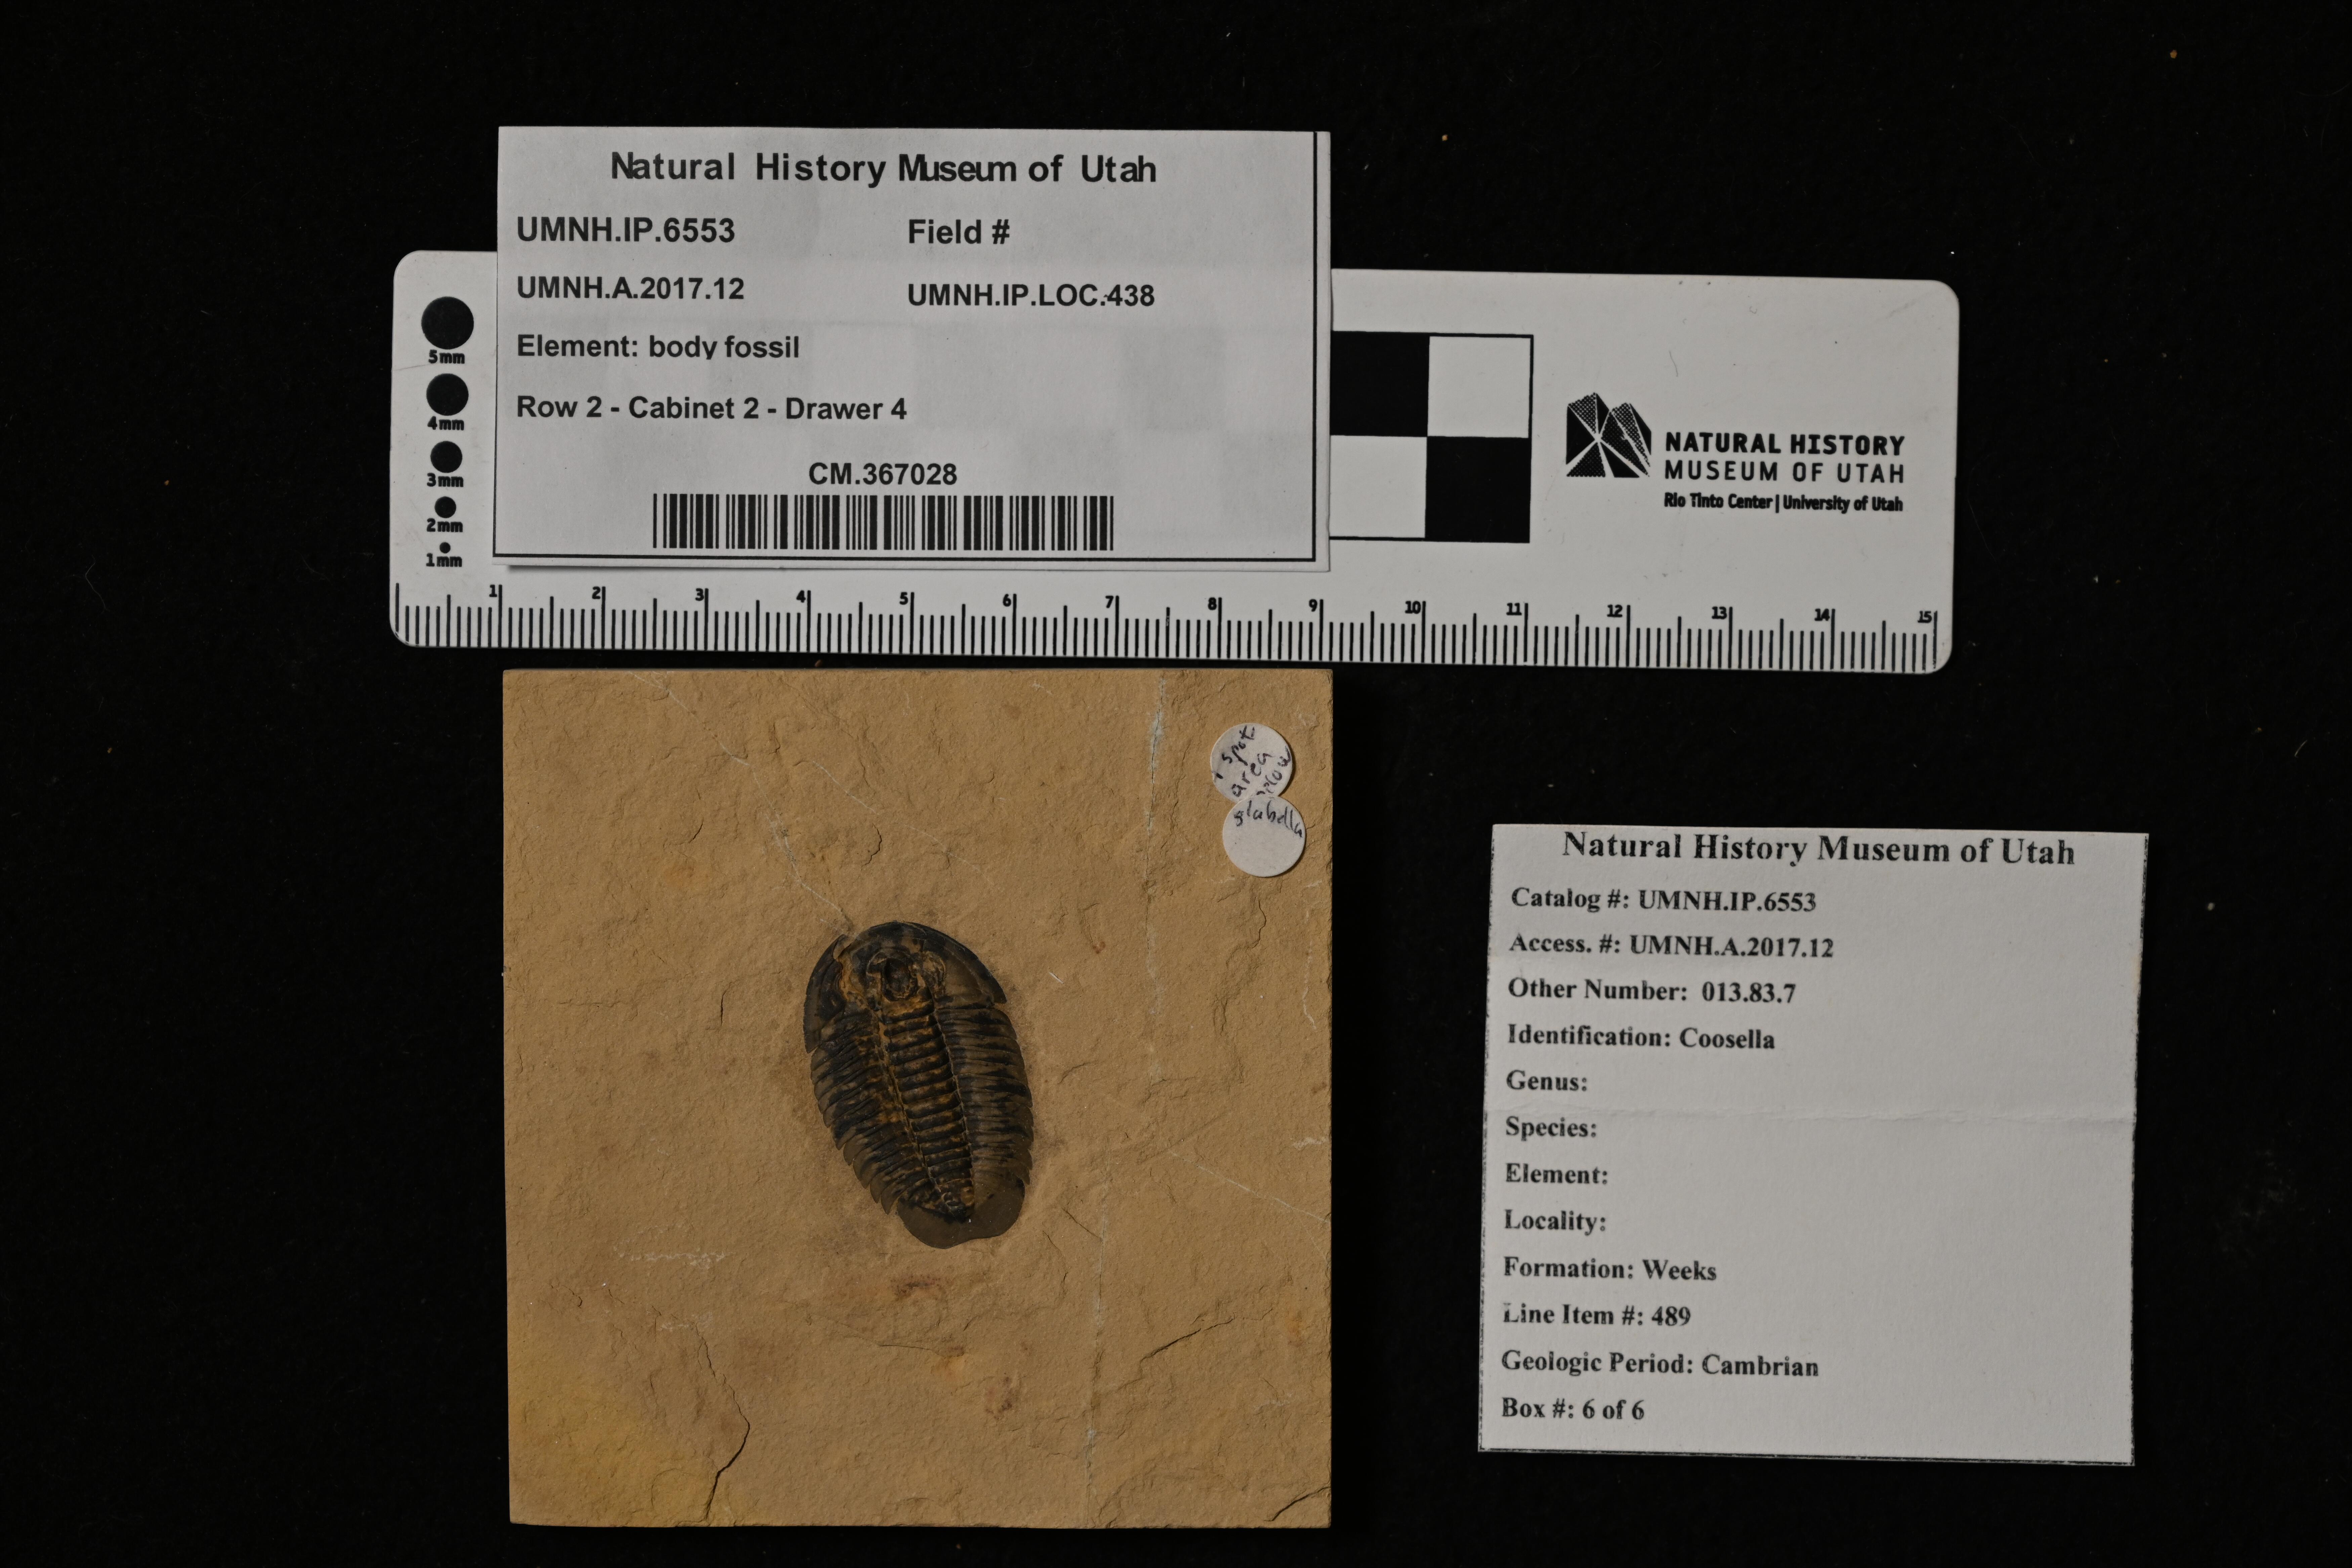 Natural History Museum of Utah
UMNH.IP.6553 Field #
UMNH.A.2017.12 UMNH.IP.LOC.438
Element: body fossil
Row 2 - Cabinet 2 - Drawer 4
CM.367028
5mm
4mm
3mm
2mm
1mm
NATURAL HISTORY
MUSEUM OF UTAH
Rio Tinto Center | University of Utah
1 2 3 4 5 6 7 8 9 10 11 12 13 14 15
spot
area
glabella
Natural History Museum of Utah
Catalog #: UMNH.IP.6553
Access. #: UMNH.A.2017.12
Other Number: 013.83.7
Identification: Coosella
Genus:
Species:
Element:
Locality:
Formation: Weeks
Line Item #: 489
Geologic Period: Cambrian
Box #: 6 of 6